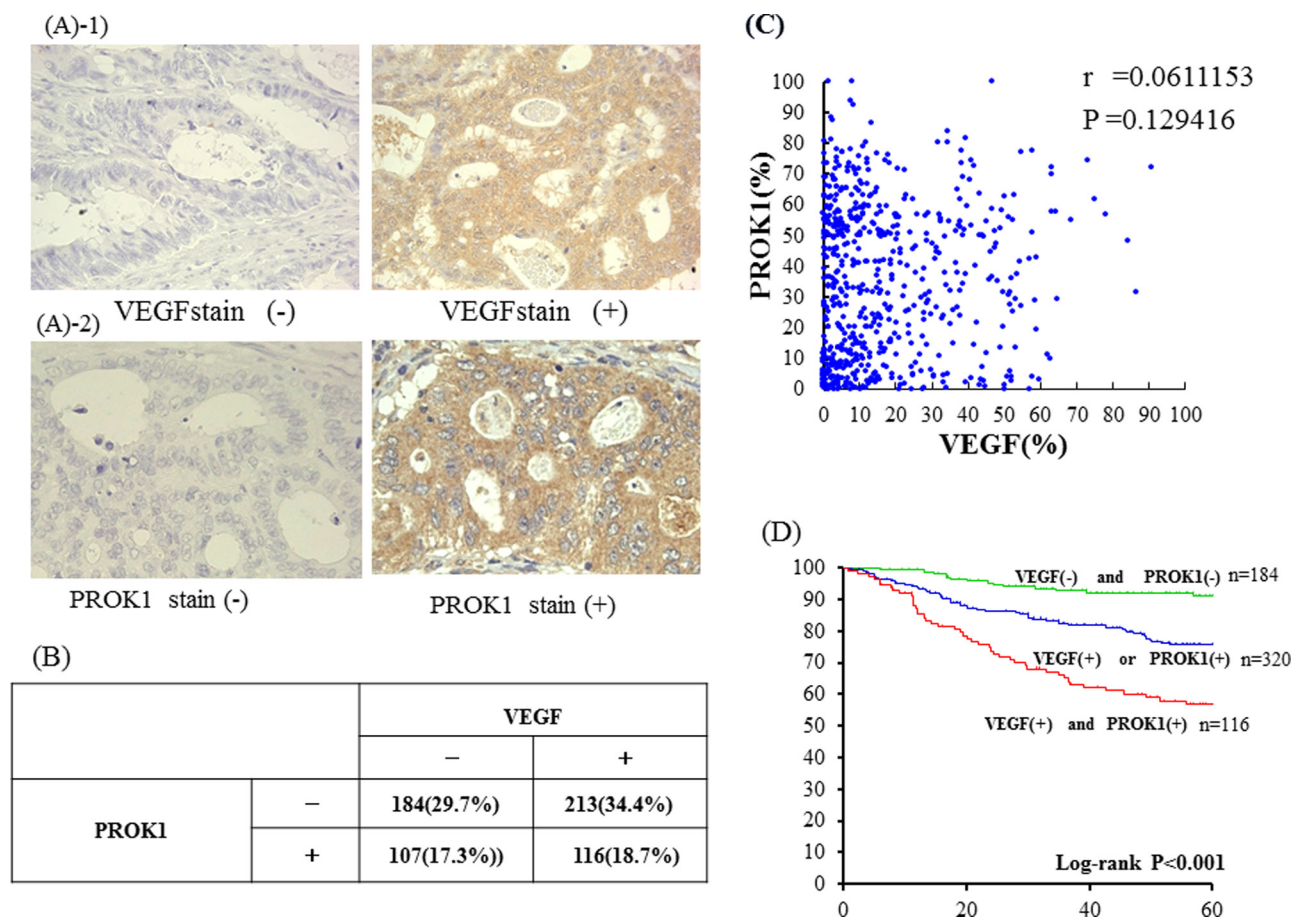 (A)-1)
VEGFstain (-)
VEGFstain (+)
(A)-2)
PROK1 stain (-)
PROK1 stain (+)
(B)
VEGF
− +
PROK1
− 184(29.7%) 213(34.4%)
+ 107(17.3%)) 116(18.7%)
(C)
r =0.0611153
P =0.129416
PROK1(%)
100
90
80
70
60
50
40
30
20
10
0
0 10 20 30 40 50 60 70 80 90 100
VEGF(%)
(D)
100
90
80
70
60
50
40
30
20
10
0
VEGF(-) and PROK1(-) n=184
VEGF(+) or PROK1(+) n=320
VEGF(+) and PROK1(+) n=116
Log-rank P<0.001
0 20 40 60